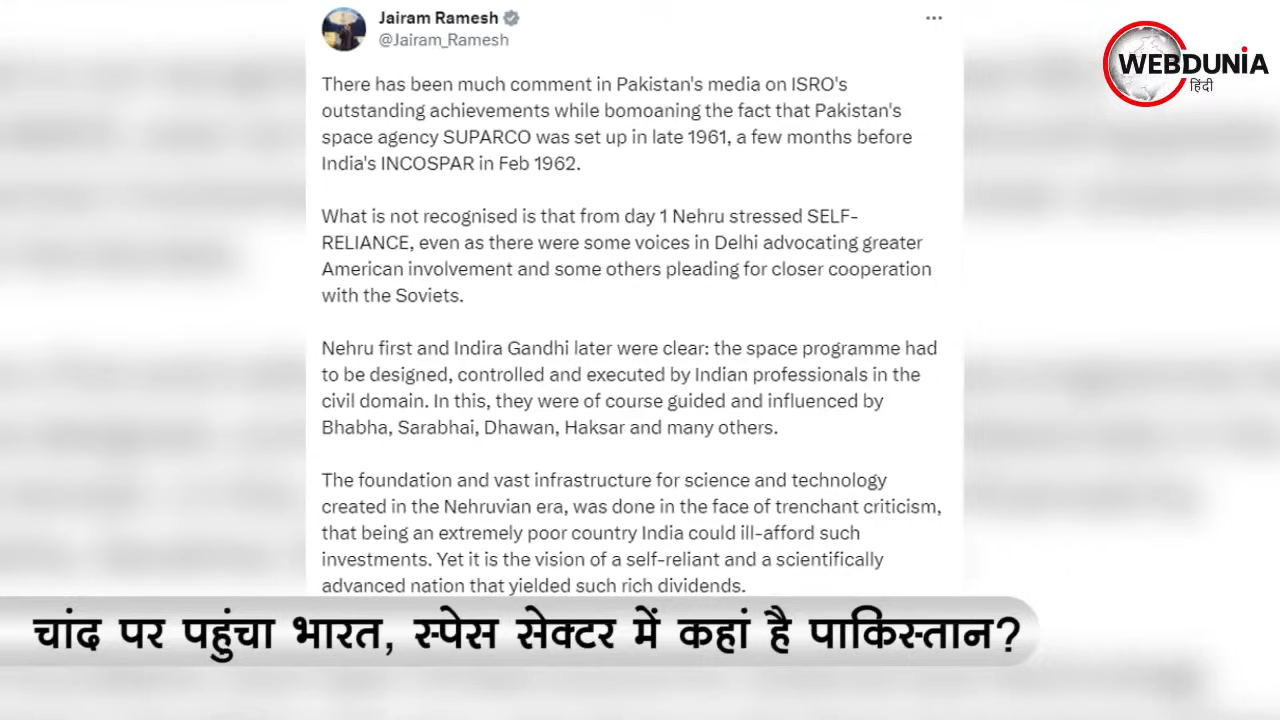 Jairam Ramesh
@Jairam_Ramesh
WEBDUNIA
हिंदी
There has been much comment in Pakistan's media on ISRO's
outstanding achievements while bomoaning the fact that Pakistan's
space agency SUPARCO was set up in late 1961, a few months before
India's INCOSPAR in Feb 1962.
What is not recognised is that from day 1 Nehru stressed SELF-
RELIANCE, even as there were some voices in Delhi advocating greater
American involvement and some others pleading for closer cooperation
with the Soviets.
Nehru first and Indira Gandhi later were clear: the space programme had
to be designed, controlled and executed by Indian professionals in the
civil domain. In this, they were of course guided and influenced by
Bhabha, Sarabhai, Dhawan, Haksar and many others.
The foundation and vast infrastructure for science and technology
created in the Nehruvian era, was done in the face of trenchant criticism,
that being an extremely poor country India could ill-afford such
investments. Yet it is the vision of a self-reliant and a scientifically
advanced nation that yielded such rich dividends.
चांद पर पहुंचा भारत, स्पेस सेक्टर में कहां है पाकिस्तान?